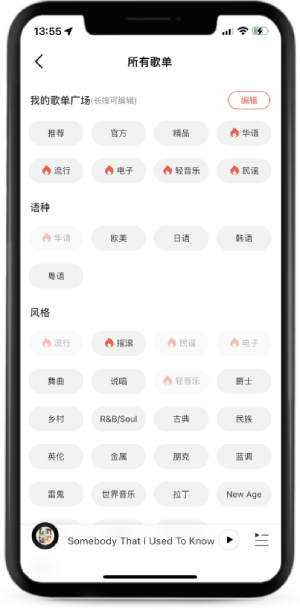 13:55
所有歌单
我的歌单广场(长按可编辑) 编辑
推荐 官方 精品 华语
流行 电子 轻音乐 民谣
语种
华语 欧美 日语 韩语
粤语
风格
流行 摇滚 民谣 电子
舞曲 说唱 轻音乐 爵士
乡村 R&B/Soul 古典 民族
英伦 金属 朋克 蓝调
雷鬼 世界音乐 拉丁 New Age
Somebody That I Used To Know